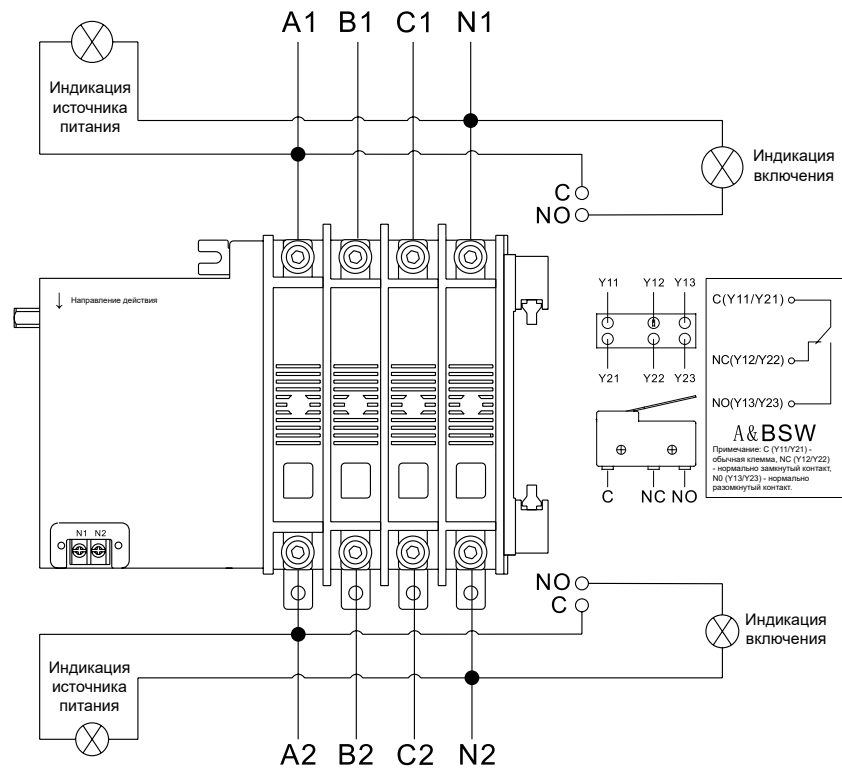 A1 B1 C1 N1
Индикация
источника
питания
Индикация
включения
C
NO
↓ Направление действия
Y11 Y12 Y13
Y21 Y22 Y23
C(Y11/Y21)
NC(Y12/Y22)
NO(Y13/Y23)
A&BSW
Примечание: C (Y11/Y21) -
обычная клемма, NC (Y12/Y22)
- нормально замкнутый контакт,
N0 (Y13/Y23) - нормально
разомкнутый контакт.
C NC NO
N1 N2
NO
C
Индикация
включения
Индикация
источника
питания
A2 B2 C2 N2